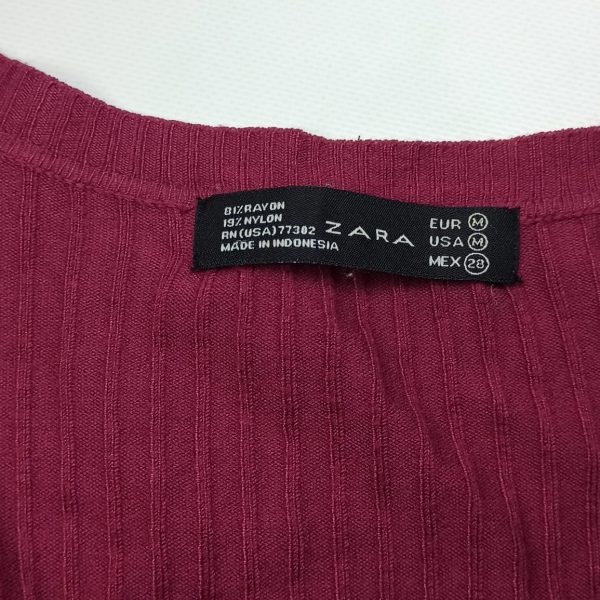 81%RAYON
19%NYLON
RN(USA)77302
MADE IN INDONESIA
ZARA
EUR M
USA M
MEX 28